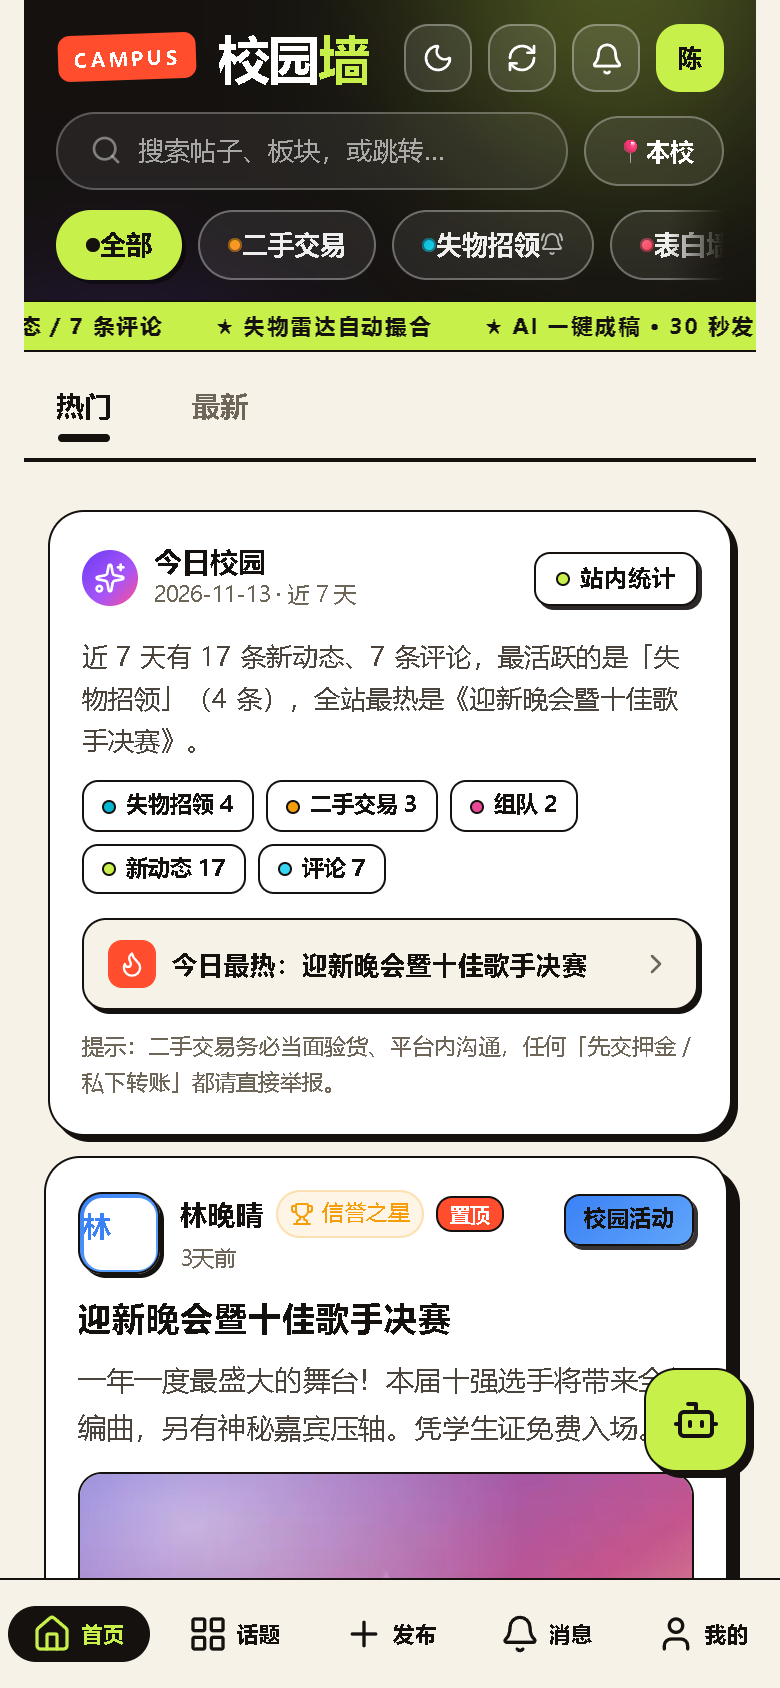 CAMPUS 校园墙 陈
搜索帖子、板块，或跳转... 📍本校
全部 二手交易 失物招领 表白墙
态 / 7 条评论 ★ 失物雷达自动撮合 ★ AI 一键成稿 • 30 秒发
热门 最新
今日校园
2026-11-13 · 近 7 天
站内统计
近 7 天有 17 条新动态、7 条评论，最活跃的是「失
物招领」（4 条），全站最热是《迎新晚会暨十佳歌
手决赛》。
失物招领 4 二手交易 3 组队 2
新动态 17 评论 7
今日最热：迎新晚会暨十佳歌手决赛
提示：二手交易务必当面验货、平台内沟通，任何「先交押金 /
私下转账」都请直接举报。
林 林晚晴 信誉之星 置顶 校园活动
3天前
迎新晚会暨十佳歌手决赛
一年一度最盛大的舞台！本届十强选手将带来全
编曲，另有神秘嘉宾压轴。凭学生证免费入场。
首页 话题 发布 消息 我的